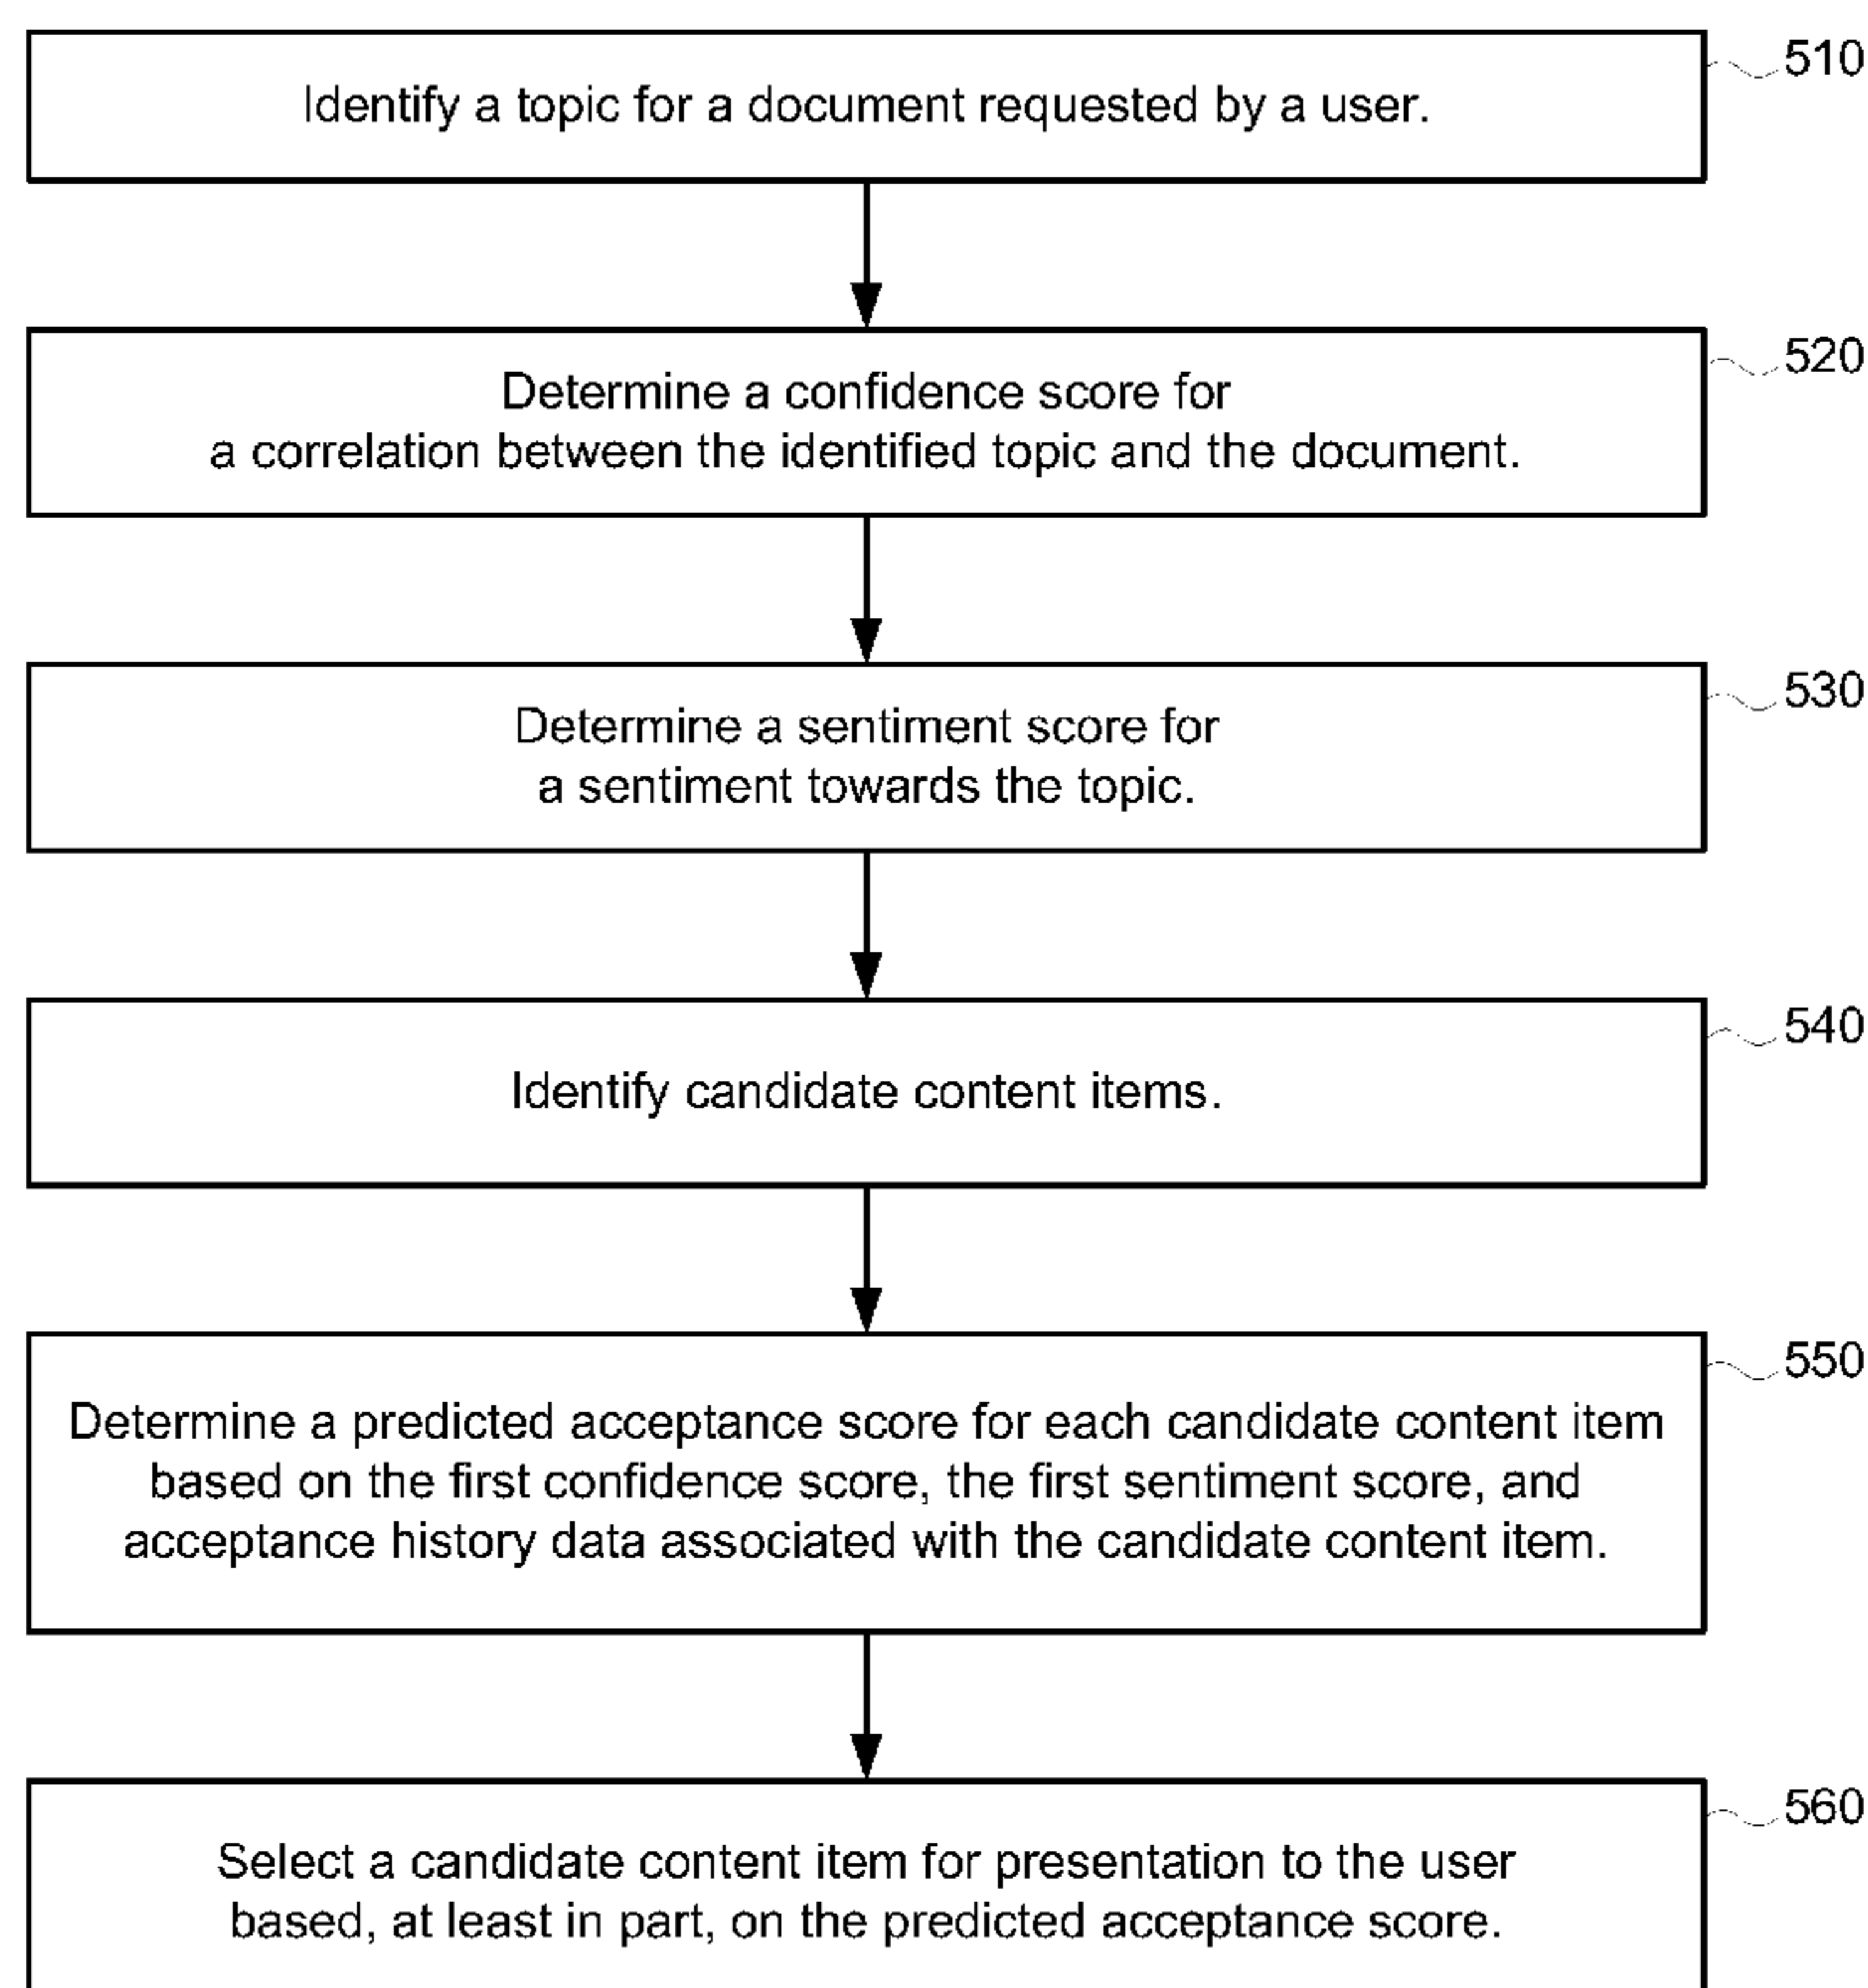 Identify a topic for a document requested by a user.
510
Determine a confidence score for
a correlation between the identified topic and the document.
520
Determine a sentiment score for
a sentiment towards the topic.
530
Identify candidate content items.
540
Determine a predicted acceptance score for each candidate content item
based on the first confidence score, the first sentiment score, and
acceptance history data associated with the candidate content item.
550
Select a candidate content item for presentation to the user
based, at least in part, on the predicted acceptance score.
560